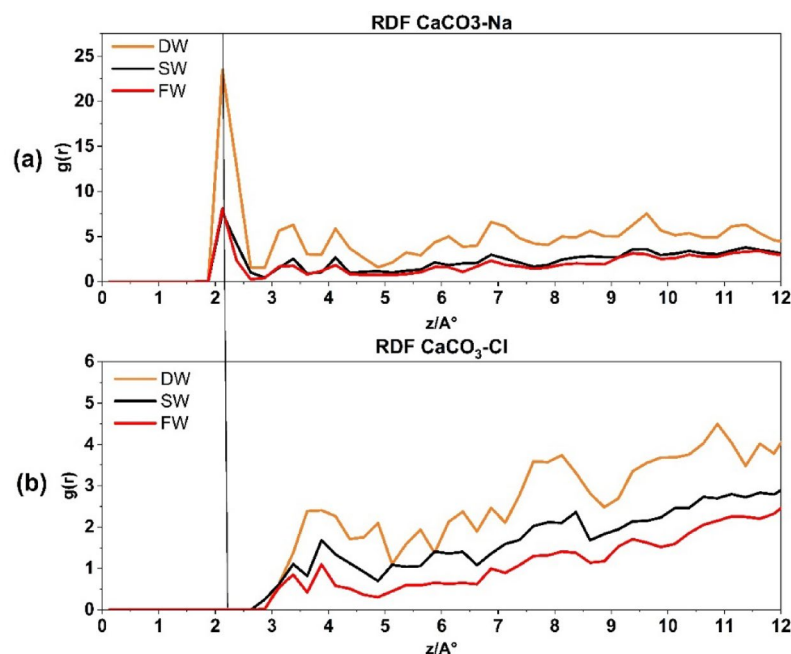 RDF CaCO3-Na
DW
SW
FW
25
20
15
10
5
0
(a)
g(r)
0 1 2 3 4 5 6 7 8 9 10 11 12
z/A°
RDF CaCO₃-Cl
DW
SW
FW
6
5
4
3
2
1
0
(b)
g(r)
0 1 2 3 4 5 6 7 8 9 10 11 12
z/A°